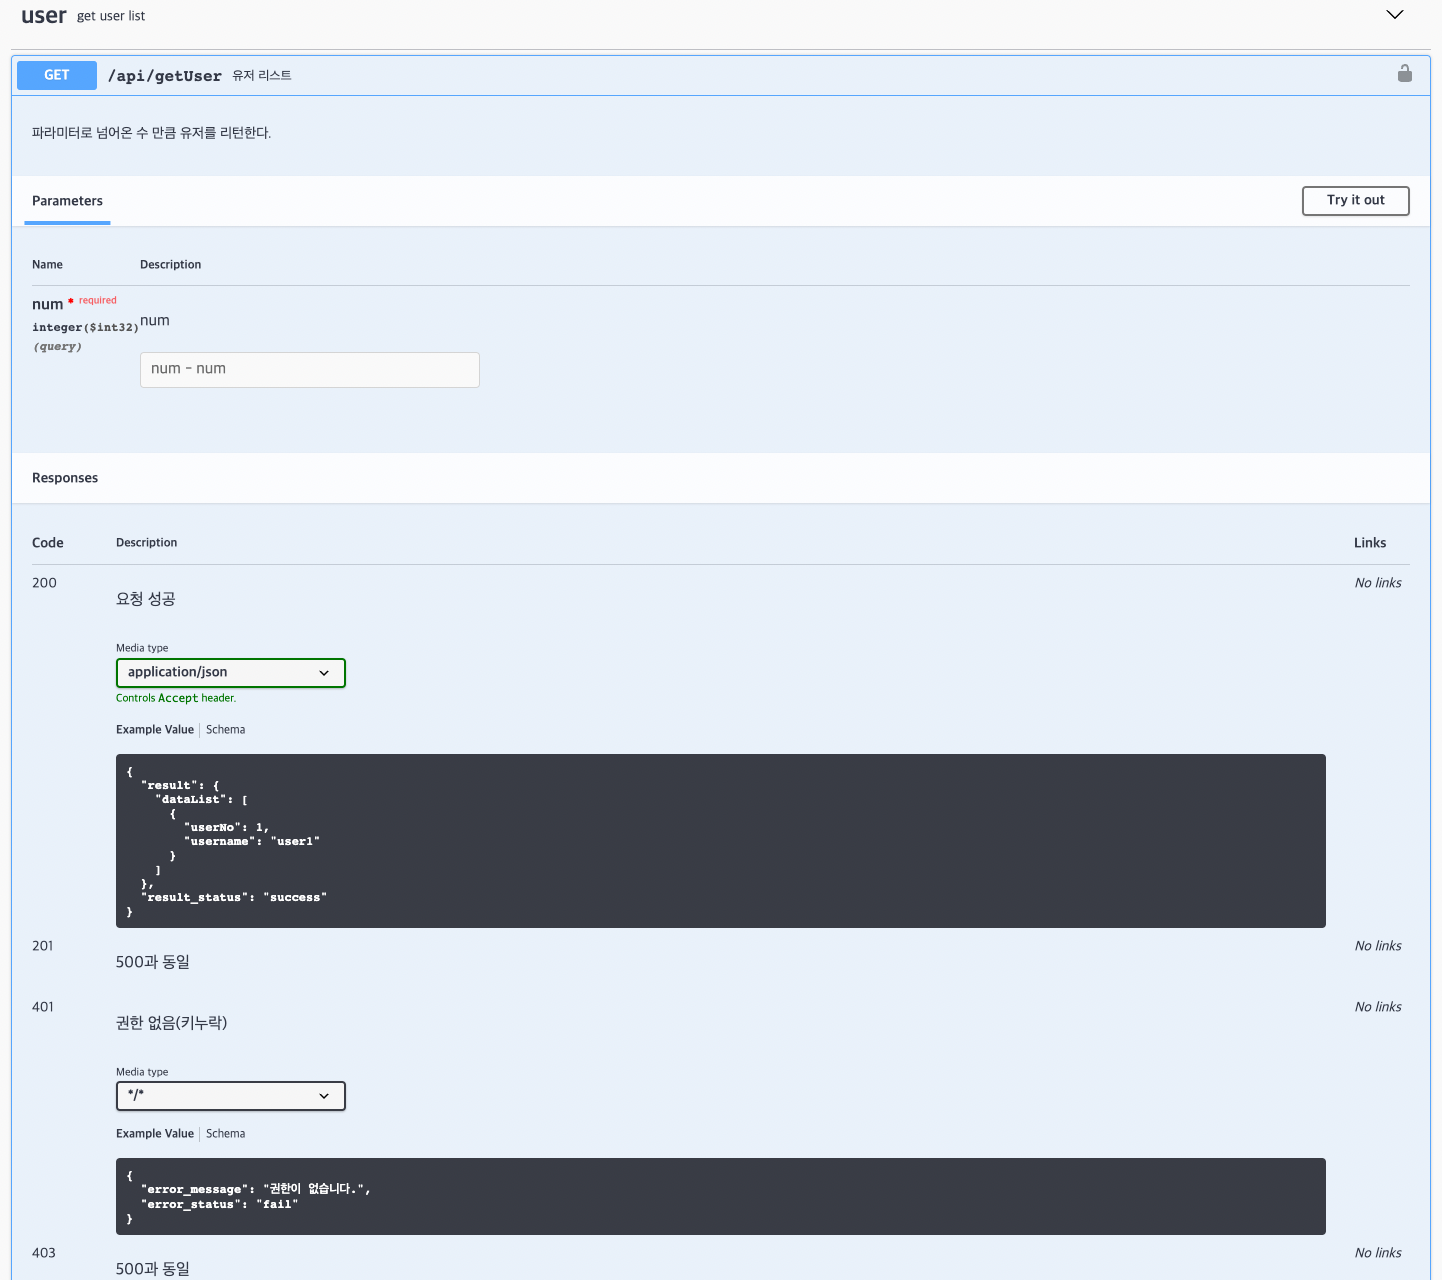 user get user list
GET /api/getUser 유저 리스트
파라미터로 넘어온 수 만큼 유저를 리턴한다.
Parameters
Try it out
Name Description
num * required
integer($int32)
(query)
num
num - num
Responses
Code Description Links
200 No links
요청 성공
Media type
application/json
Controls Accept header.
Example Value Schema
{
  "result": {
    "dataList": [
      {
        "userNo": 1,
        "username": "user1"
      }
    ]
  },
  "result_status": "success"
}
201 No links
500과 동일
401 No links
권한 없음(키누락)
Media type
*/*
Example Value Schema
{
  "error_message": "권한이 없습니다.",
  "error_status": "fail"
}
403 No links
500과 동일